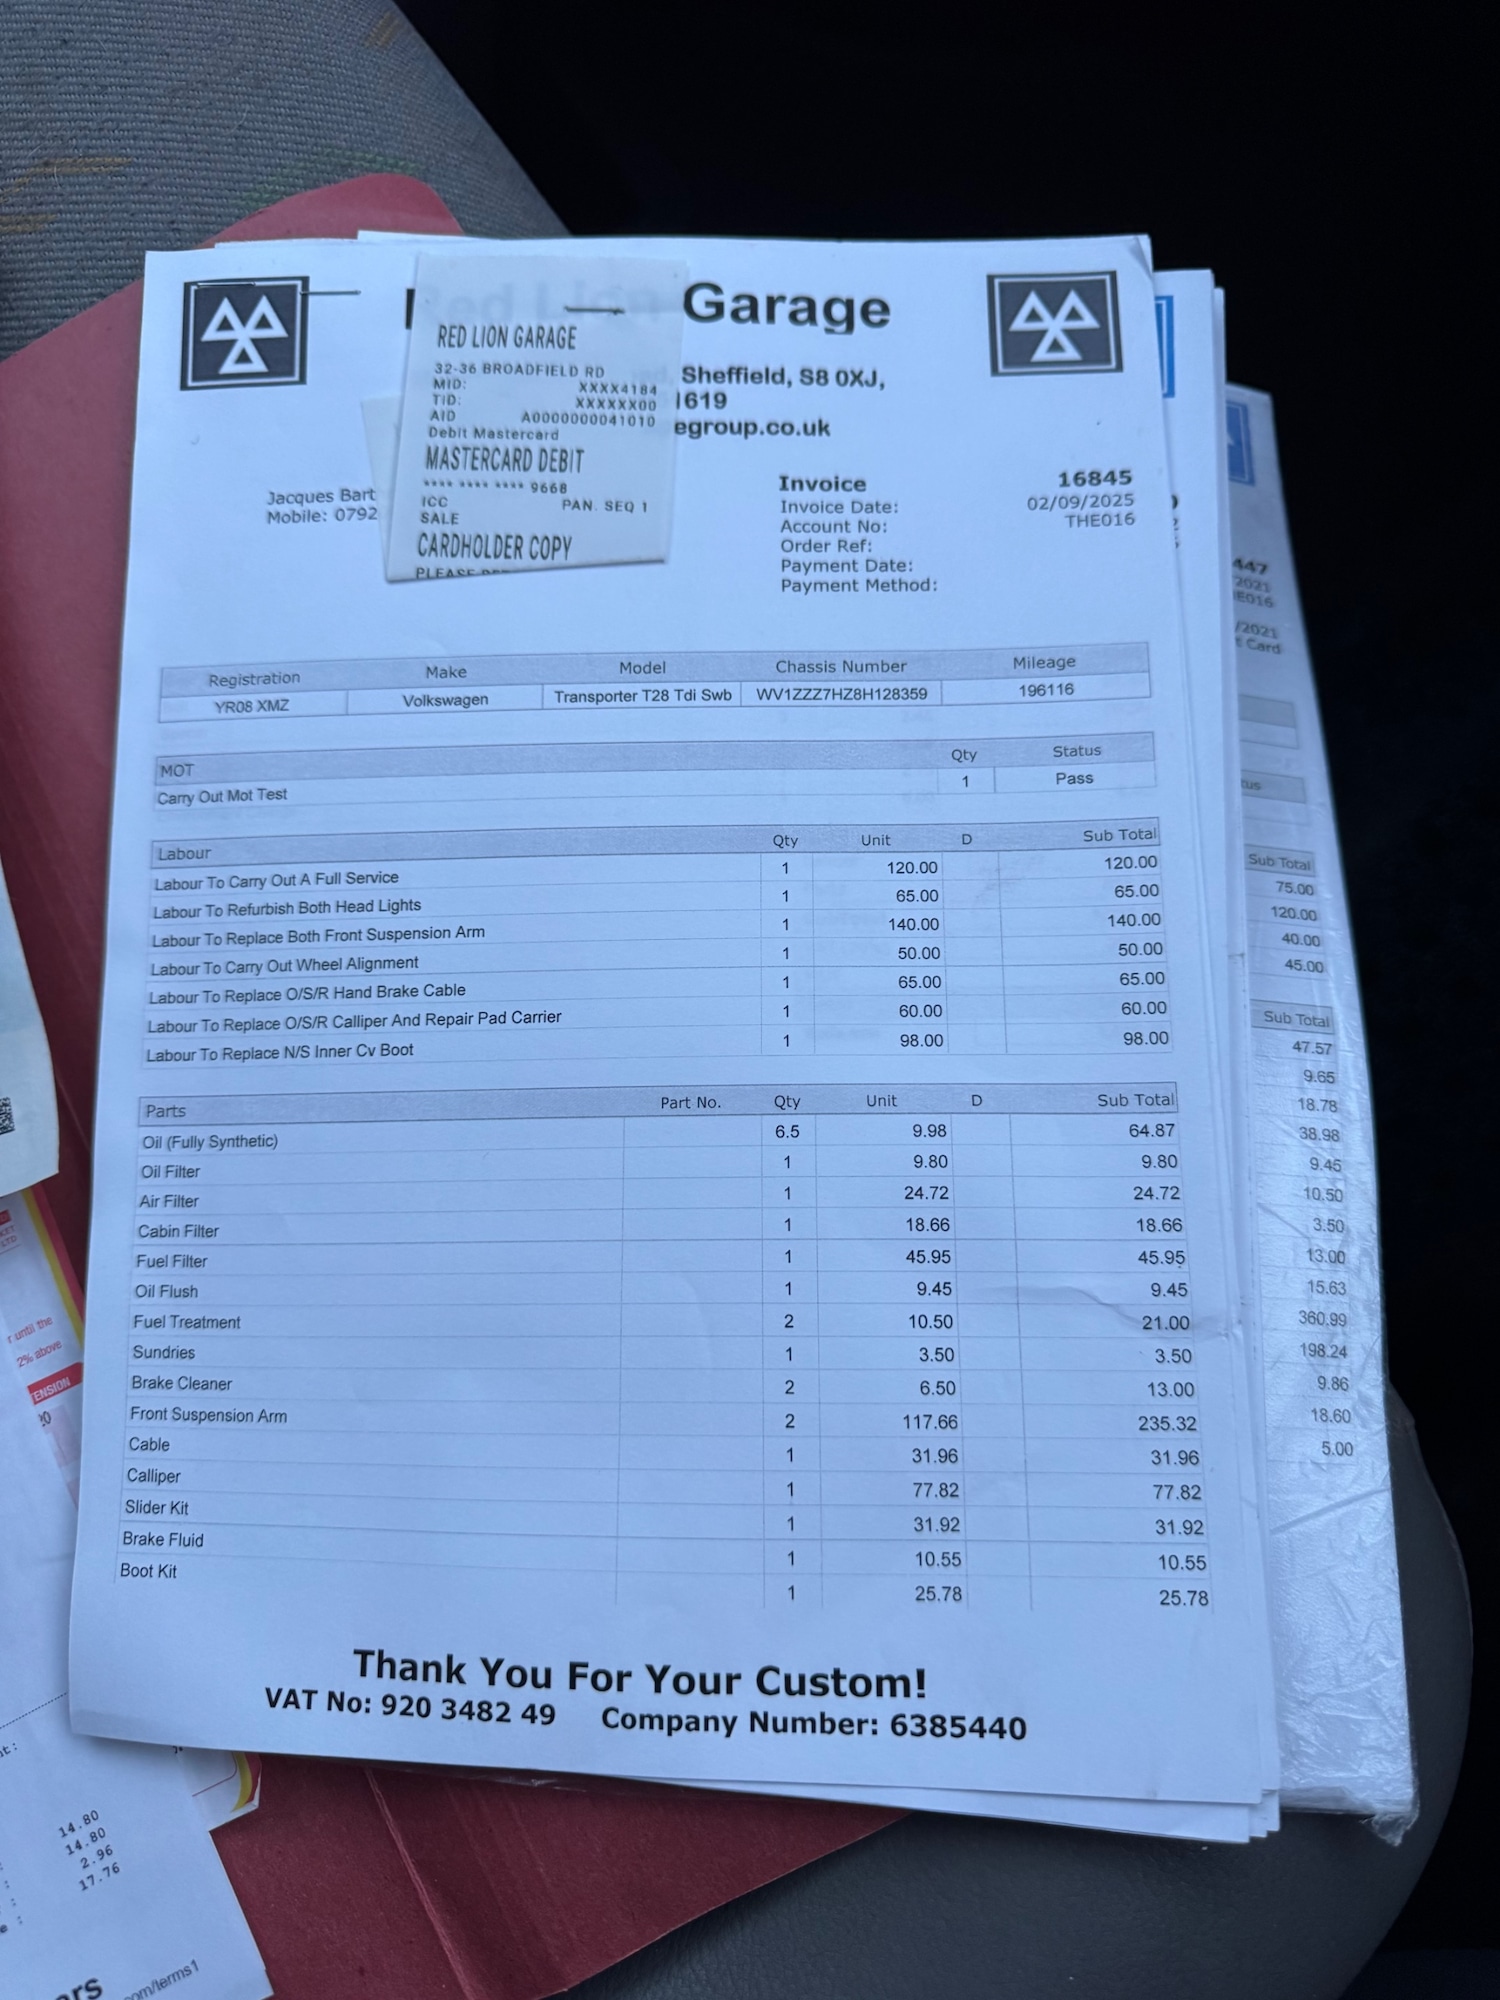 Garage
Sheffield, S8 0XJ,
1619
egroup.co.uk
RED LION GARAGE
32-36 BROADFIELD RD
MID: XXXX4184
TID: XXXXXX00
AID A0000000041010
Debit Mastercard
MASTERCARD DEBIT
**** **** **** 9668
ICC PAN. SEQ 1
SALE
CARDHOLDER COPY
PLEASE
Jacques Bart
Mobile: 0792
Invoice 16845
Invoice Date: 02/09/2025
Account No: THE016
Order Ref:
Payment Date:
Payment Method:
Registration Make Model Chassis Number Mileage
YR08 XMZ Volkswagen Transporter T28 Tdi Swb WV1ZZZ7HZ8H128359 196116
MOT Qty Status
Carry Out Mot Test 1 Pass
Labour Qty Unit D Sub Total
Labour To Carry Out A Full Service 1 120.00 120.00
Labour To Refurbish Both Head Lights 1 65.00 65.00
Labour To Replace Both Front Suspension Arm 1 140.00 140.00
Labour To Carry Out Wheel Alignment 1 50.00 50.00
Labour To Replace O/S/R Hand Brake Cable 1 65.00 65.00
Labour To Replace O/S/R Calliper And Repair Pad Carrier 1 60.00 60.00
Labour To Replace N/S Inner Cv Boot 1 98.00 98.00
Parts Part No. Qty Unit D Sub Total
Oil (Fully Synthetic) 6.5 9.98 64.87
Oil Filter 1 9.80 9.80
Air Filter 1 24.72 24.72
Cabin Filter 1 18.66 18.66
Fuel Filter 1 45.95 45.95
Oil Flush 1 9.45 9.45
Fuel Treatment 2 10.50 21.00
Sundries 1 3.50 3.50
Brake Cleaner 2 6.50 13.00
Front Suspension Arm 2 117.66 235.32
Cable 1 31.96 31.96
Calliper 1 77.82 77.82
Slider Kit 1 31.92 31.92
Brake Fluid 1 10.55 10.55
Boot Kit 1 25.78 25.78
Thank You For Your Custom!
VAT No: 920 3482 49 Company Number: 6385440
447
2021
E016
/2021
t Card
tus
Sub Total
75.00
120.00
40.00
45.00
Sub Total
47.57
9.65
18.78
38.98
9.45
10.50
3.50
13.00
15.63
360.99
198.24
9.86
18.60
5.00
r until the
2% above
TENSION
14.80
14.80
2.96
17.76
ers
com/terms1